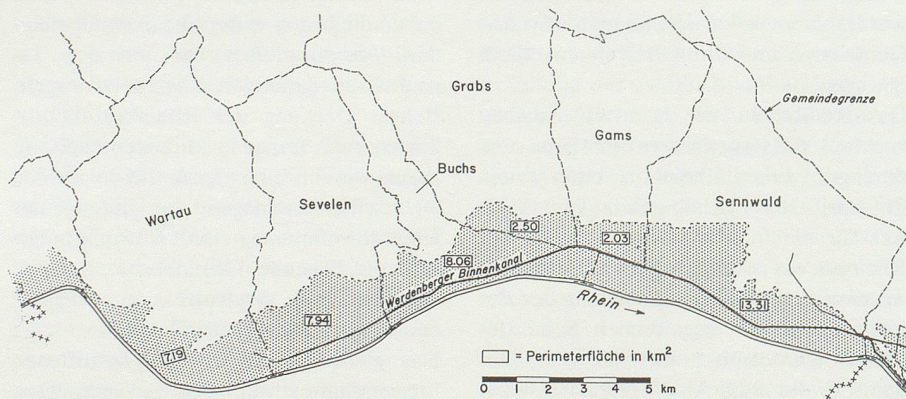 Grabs
Gams
Gemeindegrenze
Buchs
Wartau
Sevelen
Sennwald
2.50
2.03
8.06
Werdenberger Binnenkanal
Rhein
7.94
13.31
7.19
= Perimeterfläche in km²
0 1 2 3 4 5 km